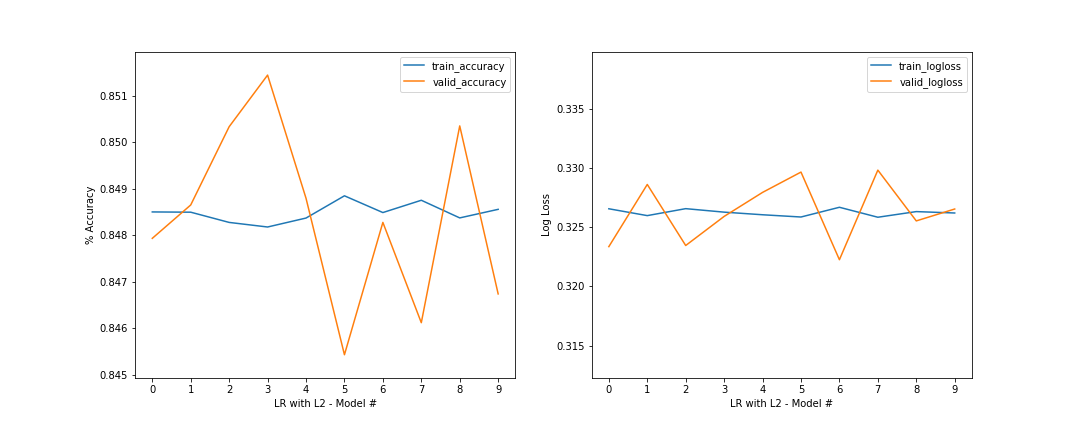 train_accuracy
valid_accuracy
0.851
0.850
0.849
0.848
0.847
0.846
0.845
% Accuracy
0 1 2 3 4 5 6 7 8 9
LR with L2 - Model #
train_logloss
valid_logloss
0.335
0.330
0.325
0.320
0.315
Log Loss
0 1 2 3 4 5 6 7 8 9
LR with L2 - Model #